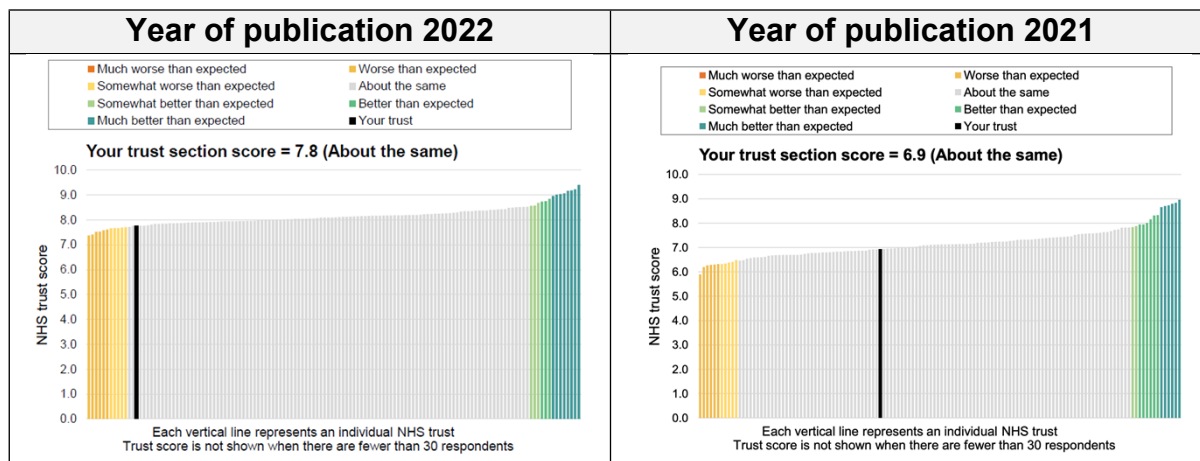 Year of publication 2022
Much worse than expected
Worse than expected
Somewhat worse than expected
About the same
Somewhat better than expected
Better than expected
Much better than expected
Your trust
Your trust section score = 7.8 (About the same)
10.0
9.0
8.0
7.0
6.0
5.0
4.0
3.0
2.0
1.0
0.0
NHS trust score
Each vertical line represents an individual NHS trust
Trust score is not shown when there are fewer than 30 respondents
Year of publication 2021
Much worse than expected
Worse than expected
Somewhat worse than expected
About the same
Somewhat better than expected
Better than expected
Much better than expected
Your trust
Your trust section score = 6.9 (About the same)
10.0
9.0
8.0
7.0
6.0
5.0
4.0
3.0
2.0
1.0
0.0
NHS trust score
Each vertical line represents an individual NHS trust
Trust score is not shown when there are fewer than 30 respondents